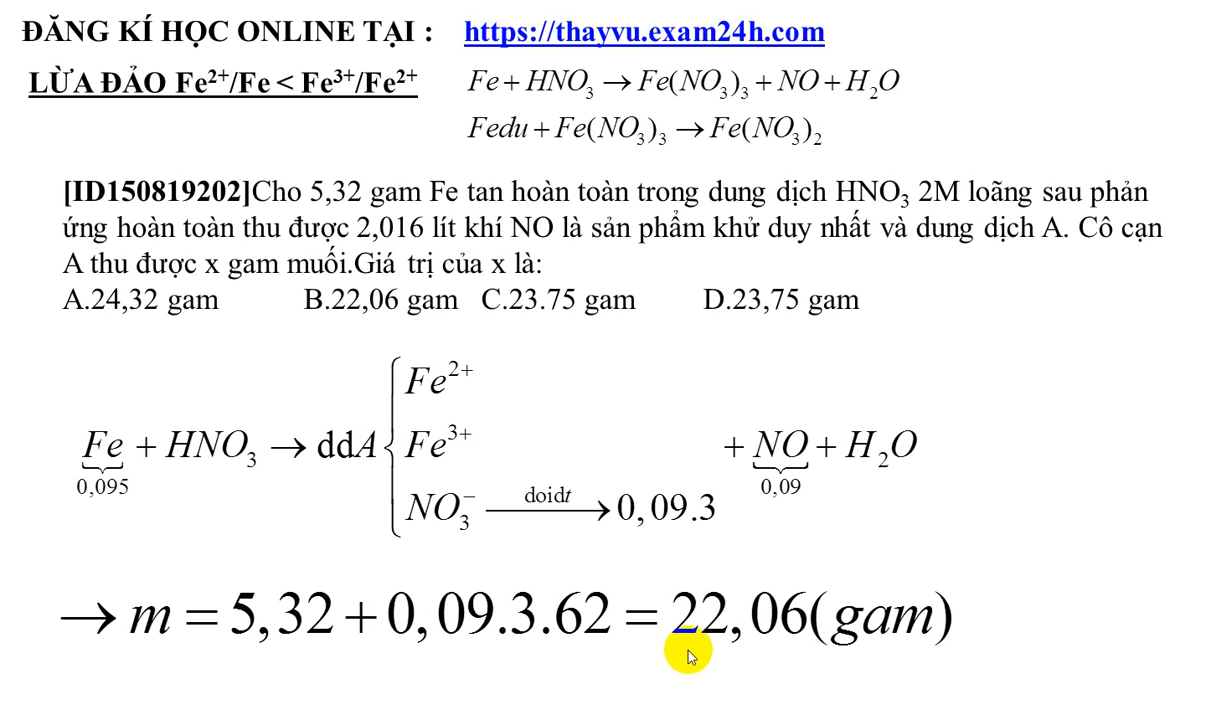 ĐĂNG KÍ HỌC ONLINE TẠI : https://thayvu.exam24h.com
LỪA ĐẢO Fe²⁺/Fe < Fe³⁺/Fe²⁺ Fe + HNO₃ → Fe(NO₃)₃ + NO + H₂O
Fedu + Fe(NO₃)₃ → Fe(NO₃)₂
[ID150819202]Cho 5,32 gam Fe tan hoàn toàn trong dung dịch HNO₃ 2M loãng sau phản
ứng hoàn toàn thu được 2,016 lít khí NO là sản phẩm khử duy nhất và dung dịch A. Cô cạn
A thu được x gam muối.Giá trị của x là:
A.24,32 gam B.22,06 gam C.23.75 gam D.23,75 gam
Fe²⁺
Fe + HNO₃ → ddA { Fe³⁺ + NO + H₂O
0,095 0,09
NO₃⁻ doidt → 0,09.3
→ m = 5,32 + 0,09.3.62 = 22,06(gam)